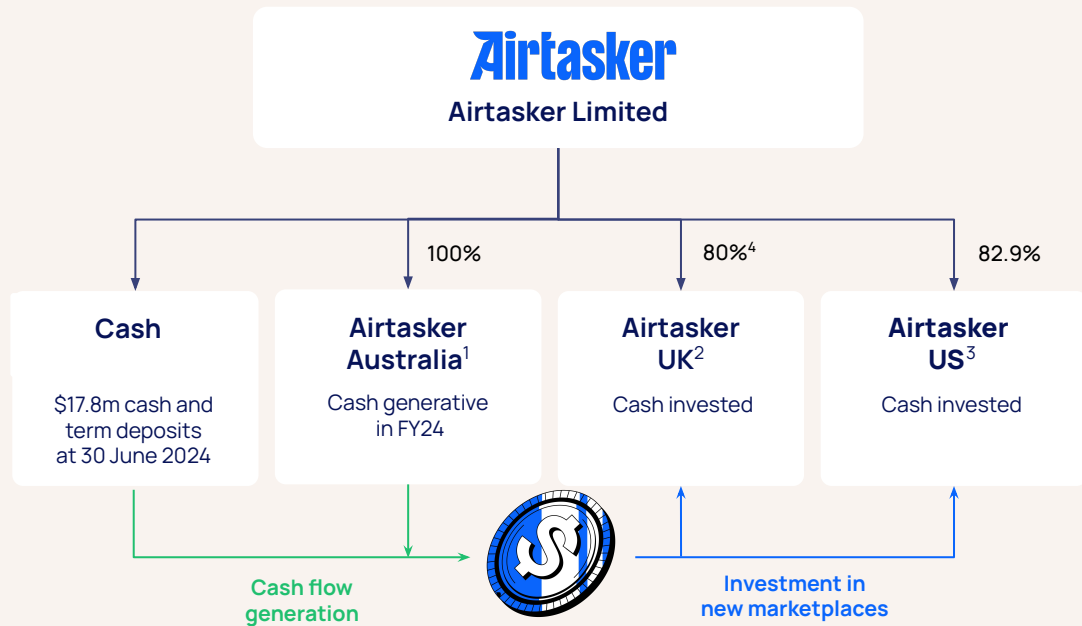 Airtasker
Airtasker Limited
100%
80%⁴
82.9%
Cash
$17.8m cash and
term deposits
at 30 June 2024
Airtasker
Australia¹
Cash generative
in FY24
Airtasker
UK²
Cash invested
Airtasker
US³
Cash invested
Cash flow
generation
$
Investment in
new marketplaces